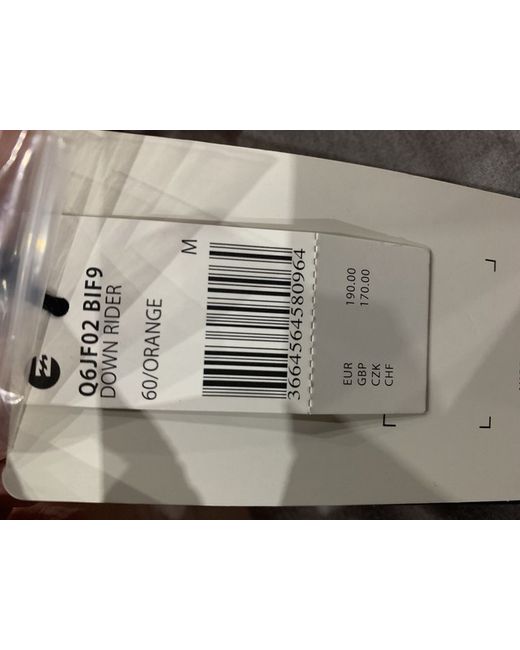 Q6JF02 BIF9
DOWN RIDER
60/ORANGE M
3664564580964
EUR 190.00
GBP 170.00
CZK
CHF